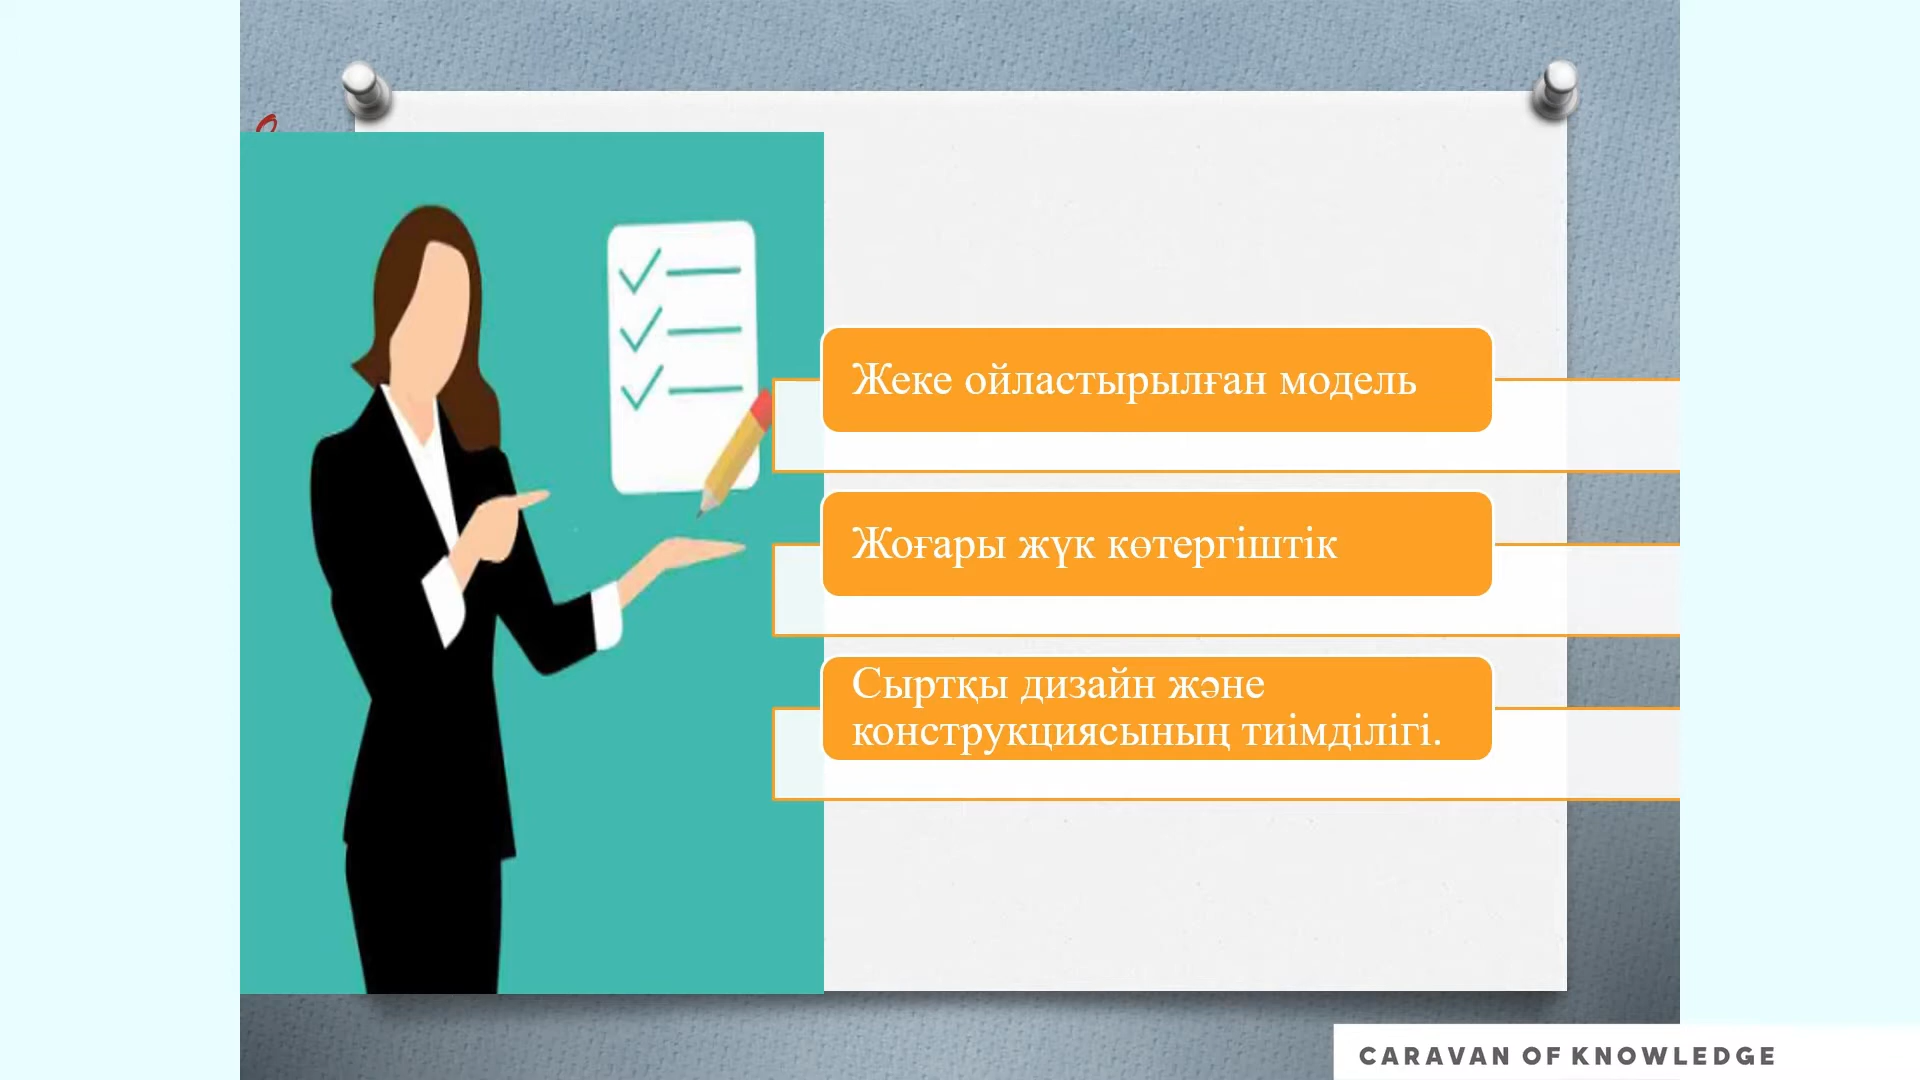 Жеке ойластырылған модель
Жоғары жүк көтергіштік
Сыртқы дизайн және
конструкциясының тиімділігі.
CARAVAN OF KNOWLEDGE